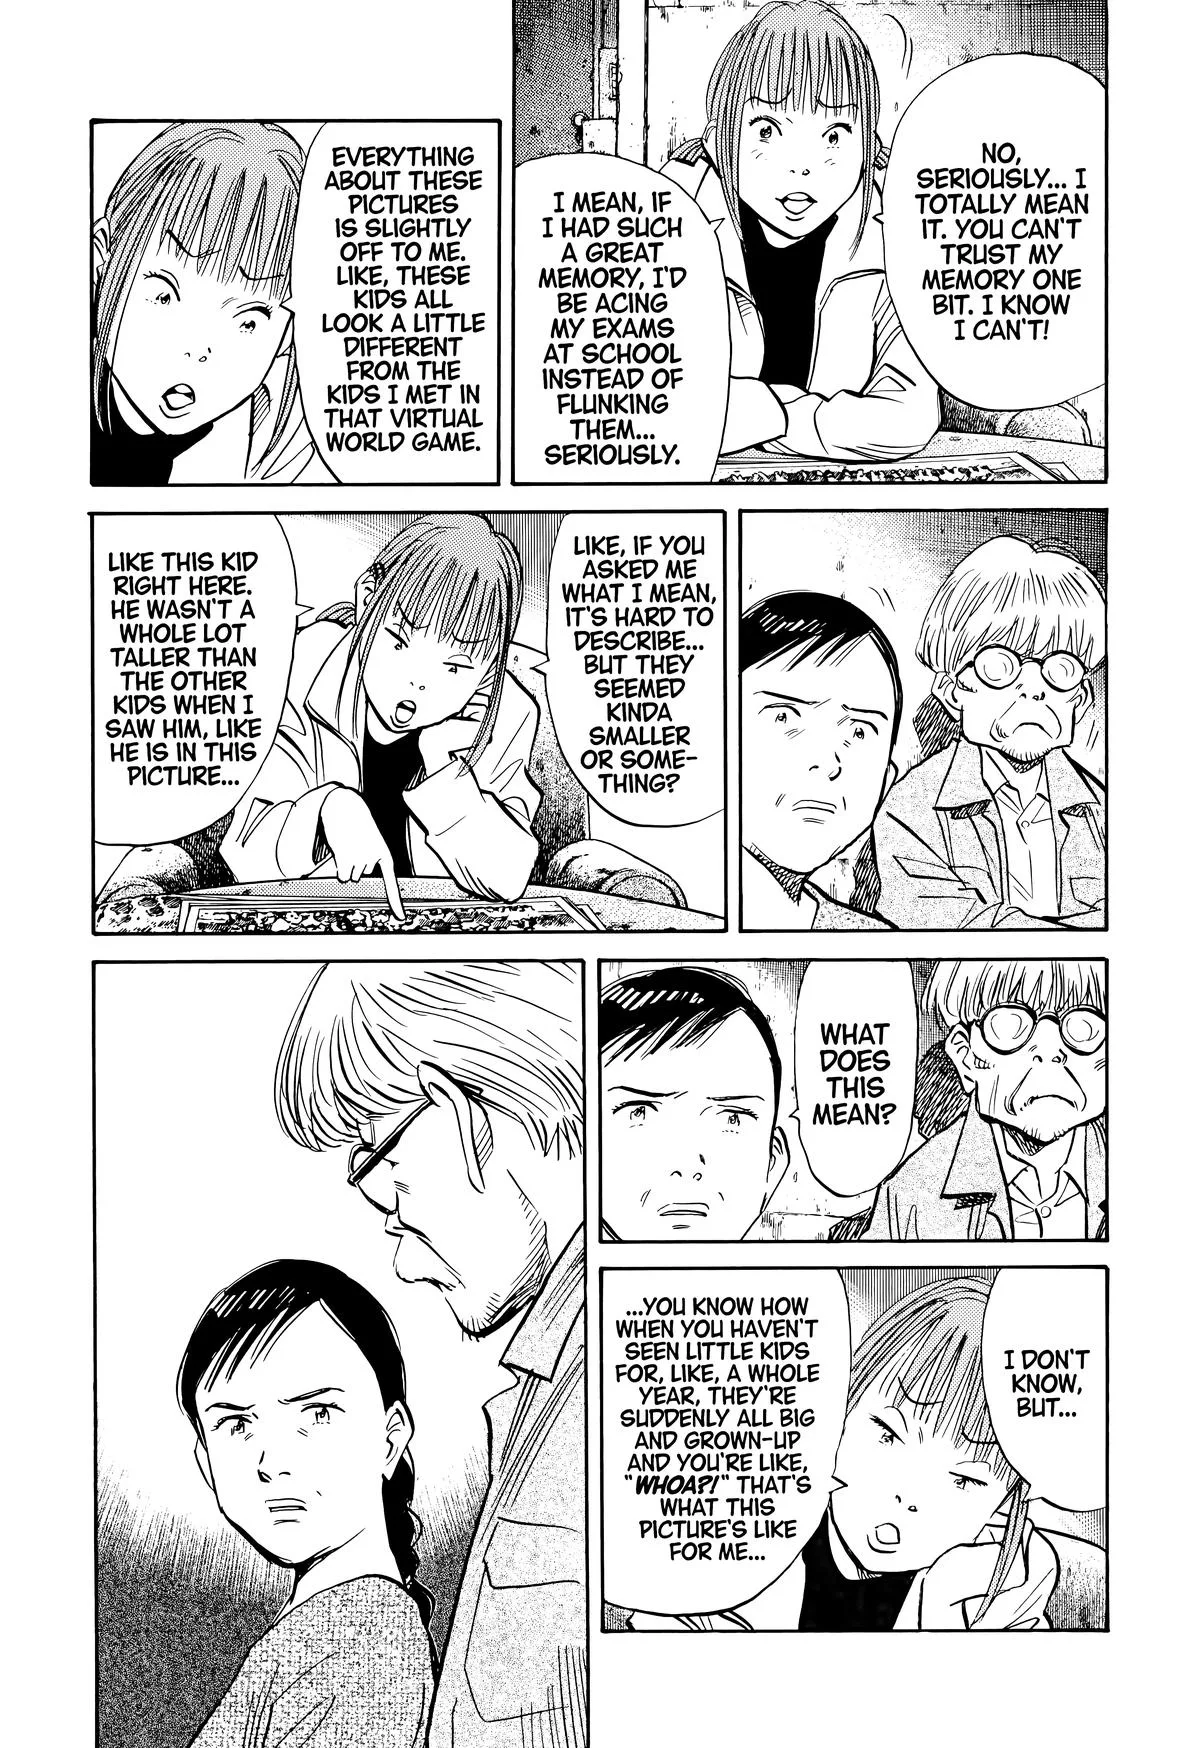 NO,
SERIOUSLY... I
TOTALLY MEAN
IT. YOU CAN'T
TRUST MY
MEMORY ONE
BIT. I KNOW
I CAN'T!
I MEAN, IF
I HAD SUCH
A GREAT
MEMORY, I'D
BE ACING
MY EXAMS
AT SCHOOL
INSTEAD OF
FLUNKING
THEM...
SERIOUSLY.
EVERYTHING
ABOUT THESE
PICTURES
IS SLIGHTLY
OFF TO ME.
LIKE, THESE
KIDS ALL
LOOK A LITTLE
DIFFERENT
FROM THE
KIDS I MET IN
THAT VIRTUAL
WORLD GAME.
LIKE, IF YOU
ASKED ME
WHAT I MEAN,
IT'S HARD TO
DESCRIBE...
BUT THEY
SEEMED
KINDA
SMALLER
OR SOME-
THING?
LIKE THIS KID
RIGHT HERE.
HE WASN'T A
WHOLE LOT
TALLER THAN
THE OTHER
KIDS WHEN I
SAW HIM, LIKE
HE IS IN THIS
PICTURE...
WHAT
DOES
THIS
MEAN?
I DON'T
KNOW,
BUT...
...YOU KNOW HOW
WHEN YOU HAVEN'T
SEEN LITTLE KIDS
FOR, LIKE, A WHOLE
YEAR, THEY'RE
SUDDENLY ALL BIG
AND GROWN-UP
AND YOU'RE LIKE,
"WHOA?!" THAT'S
WHAT THIS
PICTURE'S LIKE
FOR ME...